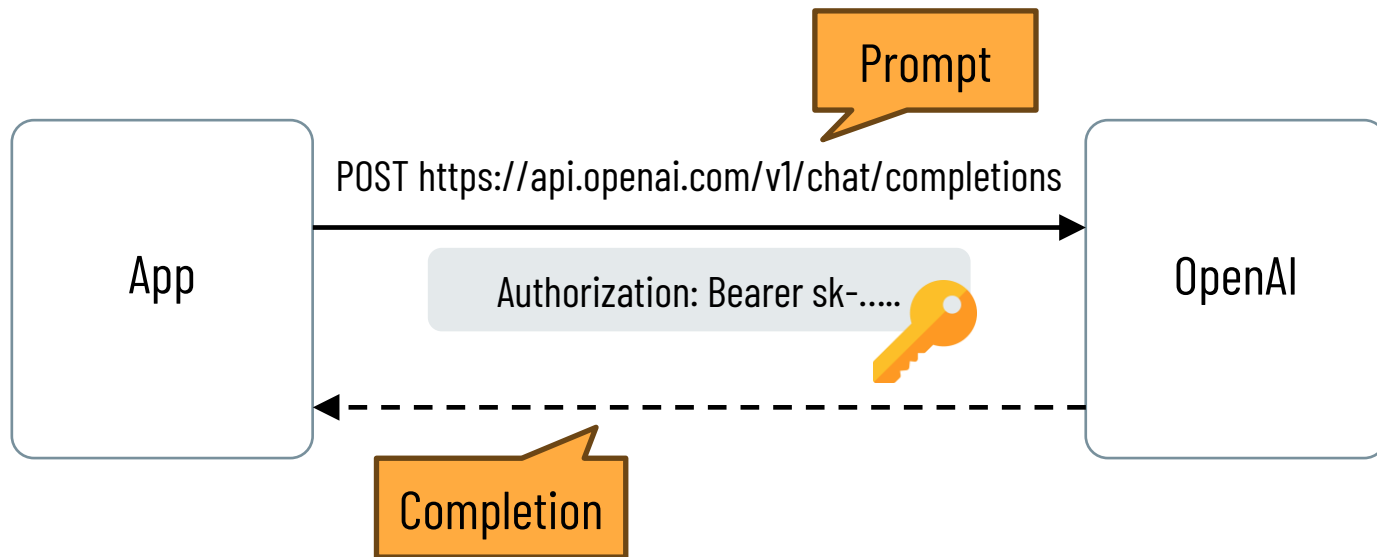 Prompt
POST https://api.openai.com/v1/chat/completions
App
OpenAI
Authorization: Bearer sk-.....
Completion